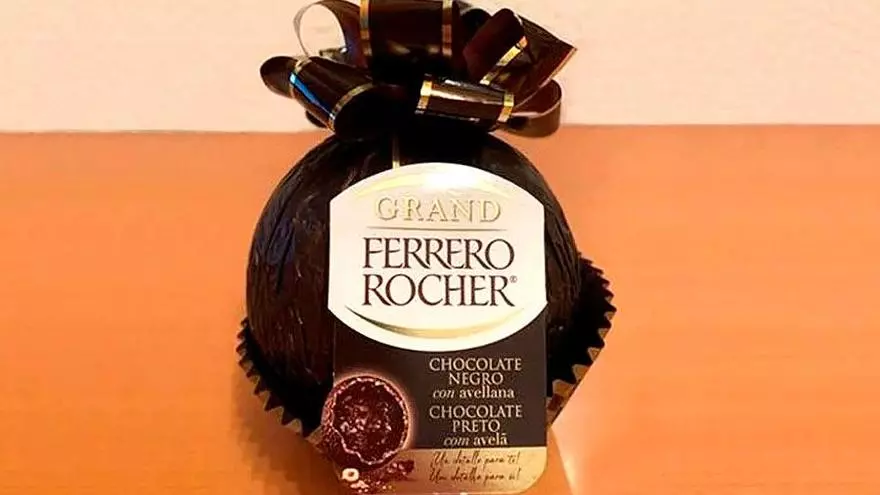 GRAND
FERRERO
ROCHER®
CHOCOLATE
NEGRO
con avellana
CHOCOLATE
PRETO
com avelã
¡Un detalle para ti!
Um detalhe para si!